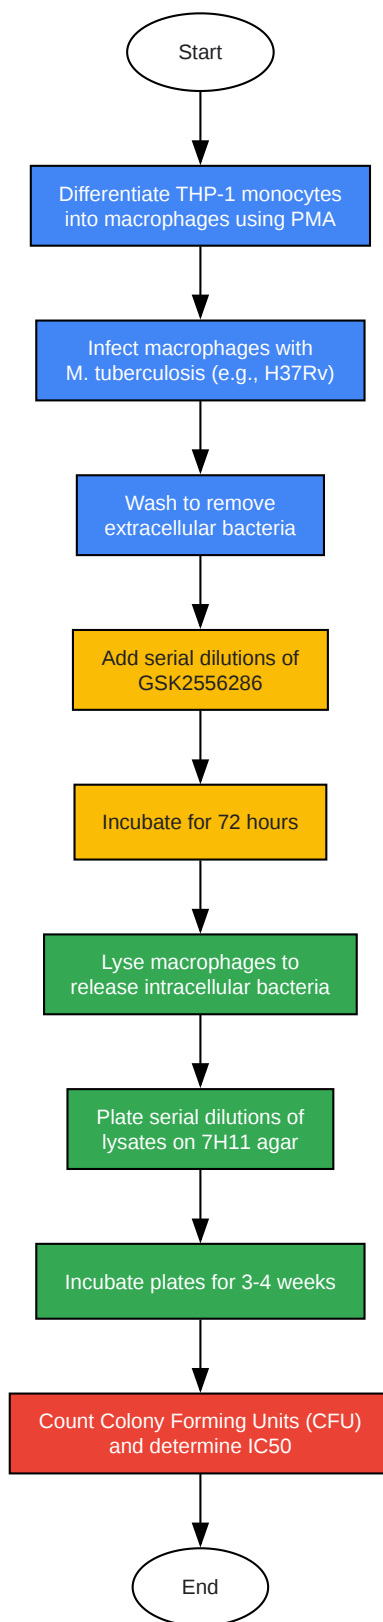 Start
Differentiate THP-1 monocytes
into macrophages using PMA
Infect macrophages with
M. tuberculosis (e.g., H37Rv)
Wash to remove
extracellular bacteria
Add serial dilutions of
GSK2556286
Incubate for 72 hours
Lyse macrophages to
release intracellular bacteria
Plate serial dilutions of
lysates on 7H11 agar
Incubate plates for 3-4 weeks
Count Colony Forming Units (CFU)
and determine IC50
End